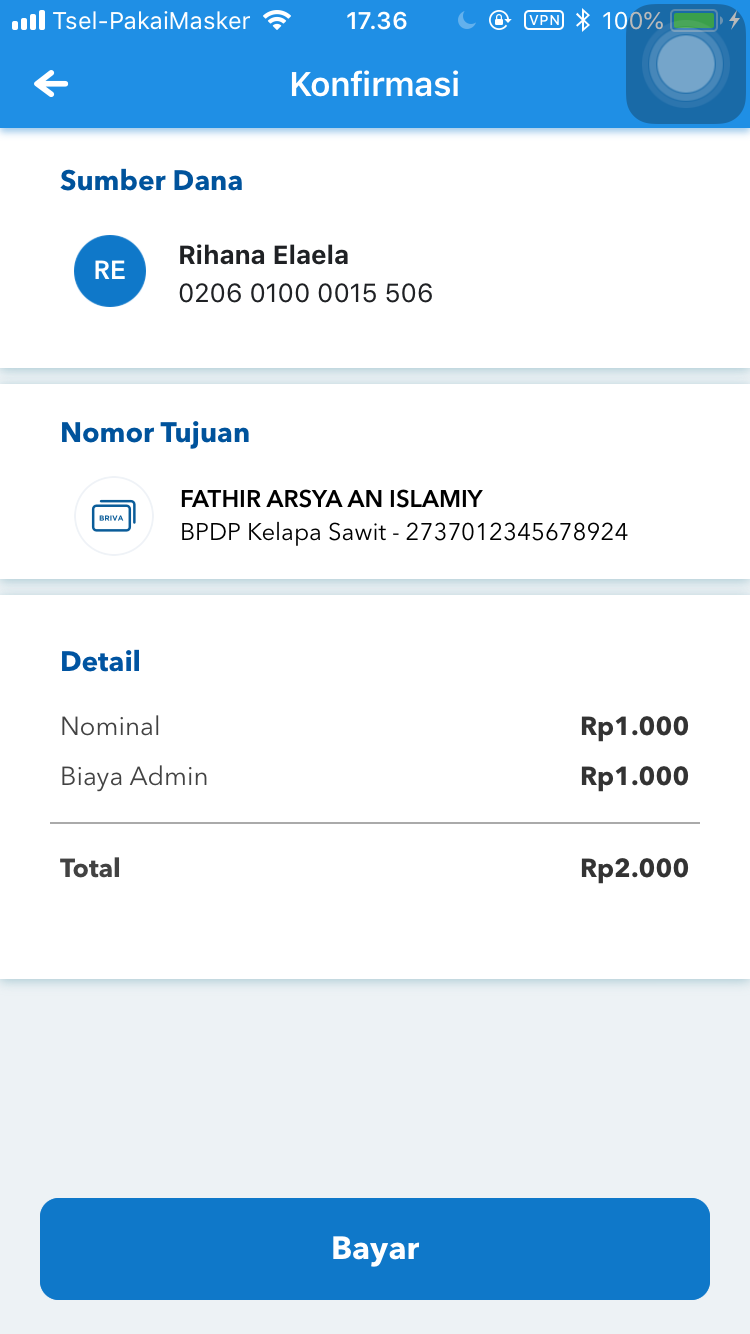 Tsel-PakaiMasker 17.36 VPN 100%
Konfirmasi
Sumber Dana
RE
Rihana Elaela
0206 0100 0015 506
Nomor Tujuan
BRIVA
FATHIR ARSYA AN ISLAMIY
BPDP Kelapa Sawit - 2737012345678924
Detail
Nominal Rp1.000
Biaya Admin Rp1.000
Total Rp2.000
Bayar